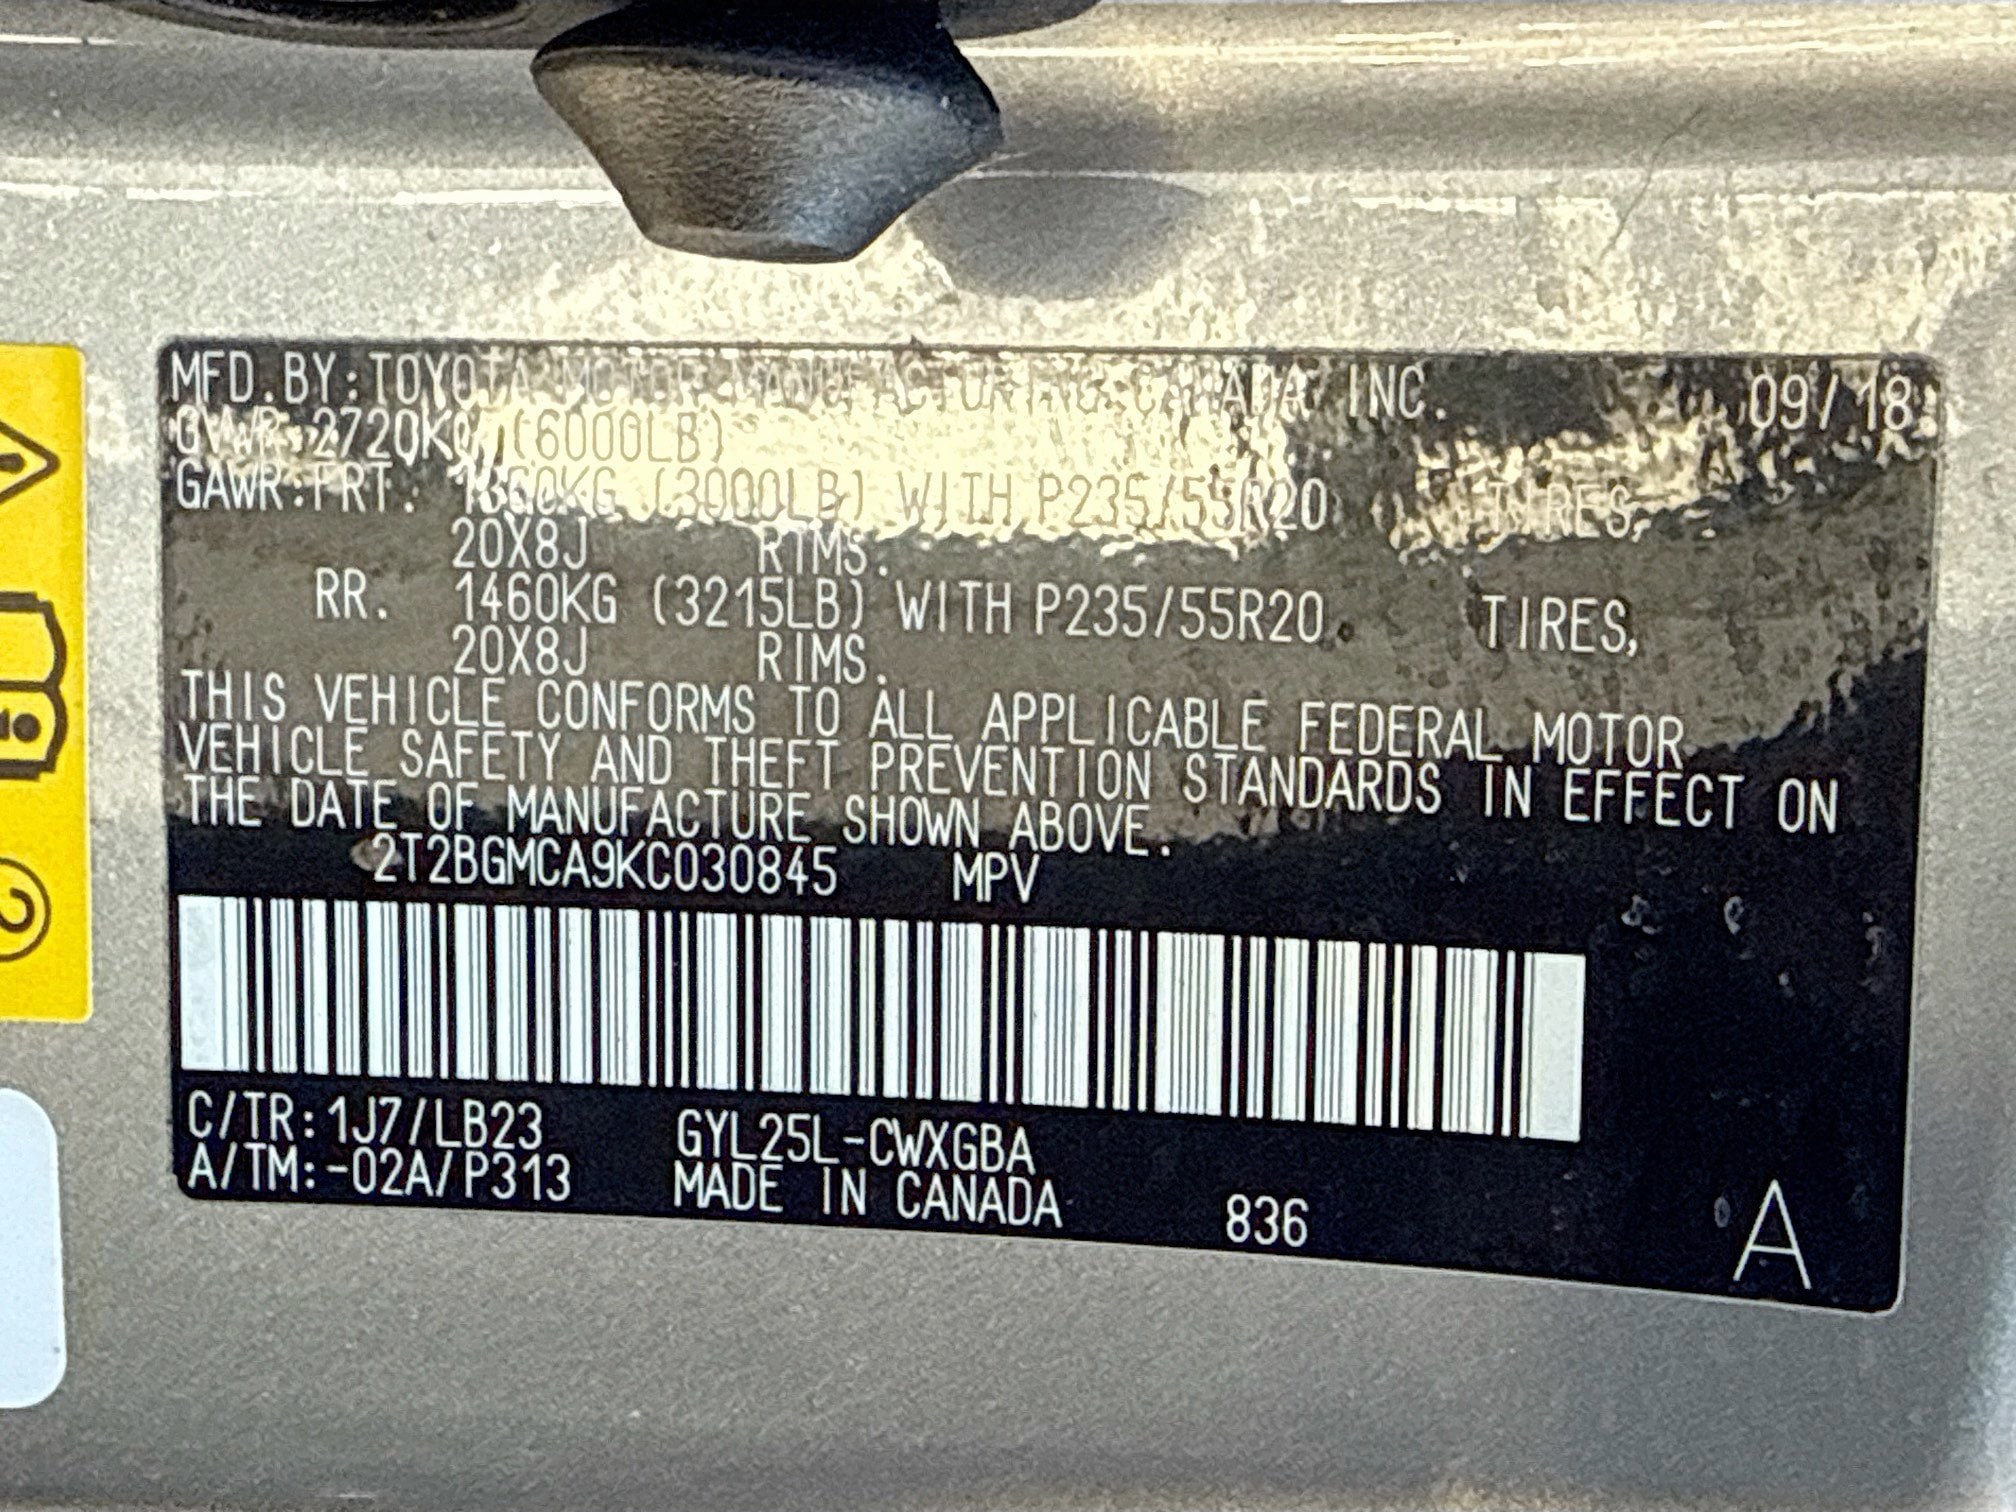 MFD.BY:TOYOTA MOTOR MANUFACTURING CANADA INC. 09/18
GVWR 2720KG (6000LB)
GAWR:FRT. 1360KG (3000LB) WITH P235/55R20 TIRES,
20X8J RIMS.
RR. 1460KG (3215LB) WITH P235/55R20 TIRES,
20X8J RIMS.
THIS VEHICLE CONFORMS TO ALL APPLICABLE FEDERAL MOTOR
VEHICLE SAFETY AND THEFT PREVENTION STANDARDS IN EFFECT ON
THE DATE OF MANUFACTURE SHOWN ABOVE.
2T2BGMCA9KC030845 MPV
C/TR:1J7/LB23 GYL25L-CWXGBA
A/TM:-02A/P313 MADE IN CANADA 836 A
2